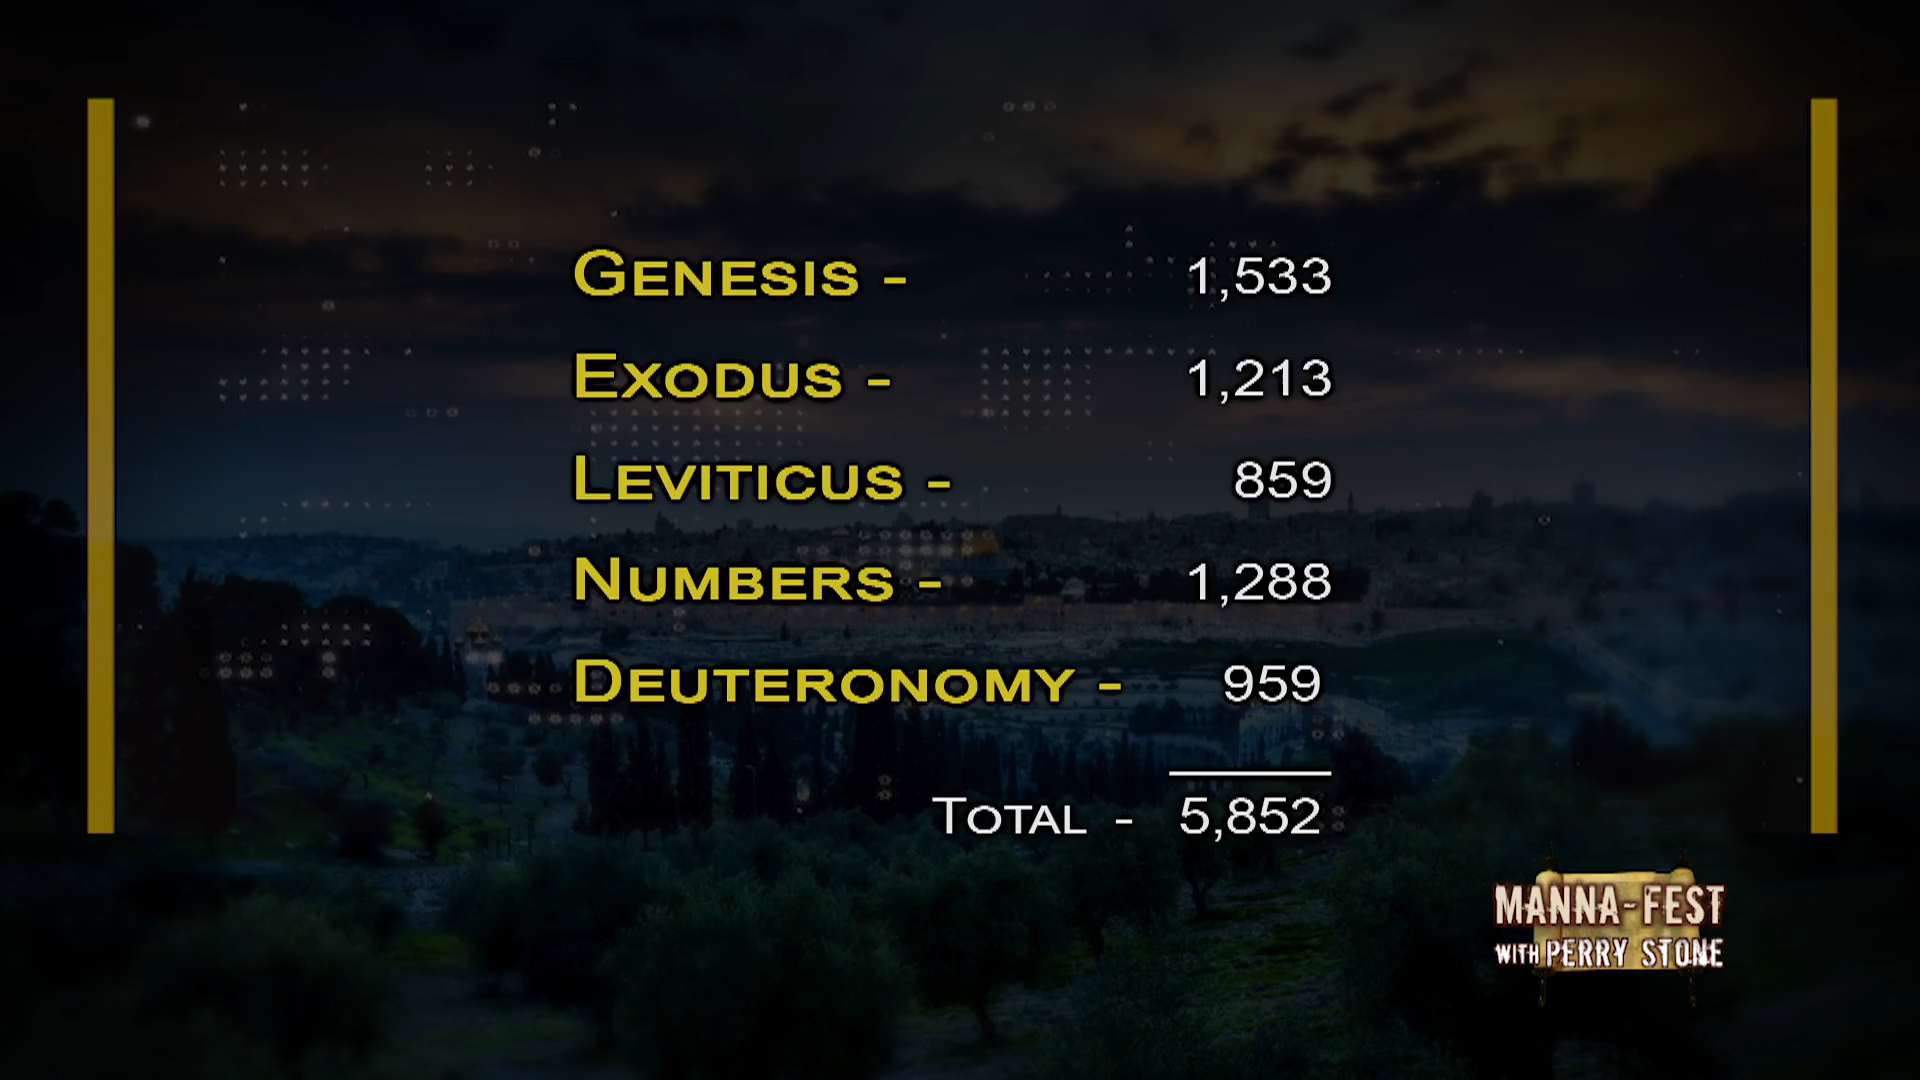 Genesis - 1,533
Exodus - 1,213
Leviticus - 859
Numbers - 1,288
Deuteronomy - 959
Total - 5,852
MANNA-FEST
WITH PERRY STONE